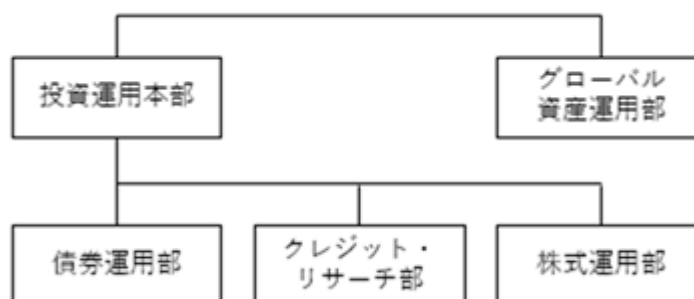 投資運用本部
グローバル
資産運用部
債券運用部
クレジット・
リサーチ部
株式運用部